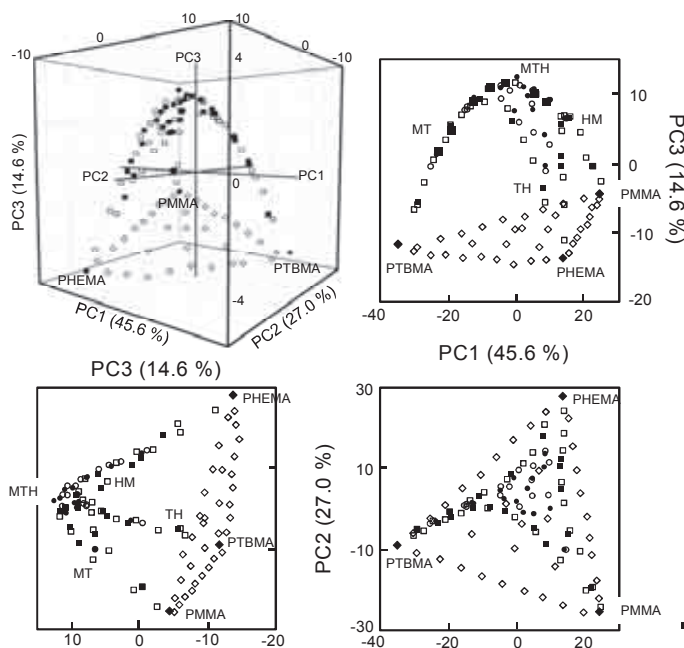 10
10
-10
0
0
-10
4
PC3
PC2
PC1
0
PMMA
PC3 (14.6 %)
PHEMA
PTBMA
-4
PC1 (45.6 %)
PC2 (27.0 %)
MTH
10
MT
HM
0
TH
PMMA
-10
PTBMA
PHEMA
-20
-40
-20
0
20
PC1 (45.6 %)
PC3 (14.6 %)
PC3 (14.6 %)
PHEMA
HM
MTH
TH
PTBMA
MT
PMMA
10
0
-10
-20
30
PHEMA
10
-10
PTBMA
PMMA
-30
-40
-20
0
20
PC2 (27.0 %)